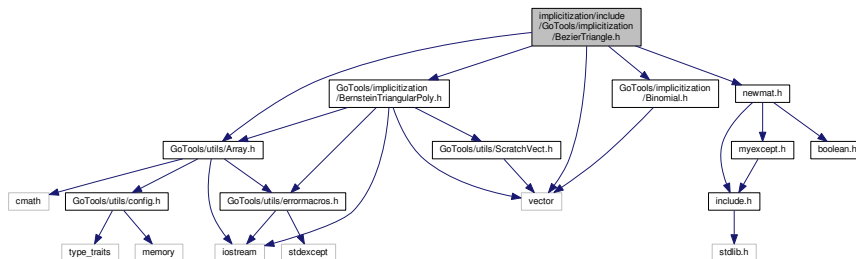 implicitization/include
/GoTools/implicitization
/BezierTriangle.h
GoTools/implicitization
/BernsteinTriangularPoly.h
GoTools/implicitization
/Binomial.h
newmat.h
GoTools/utils/Array.h
GoTools/utils/ScratchVect.h
myexcept.h
boolean.h
cmath
GoTools/utils/config.h
GoTools/utils/errormacros.h
vector
include.h
type_traits
memory
iostream
stdexcept
stdlib.h